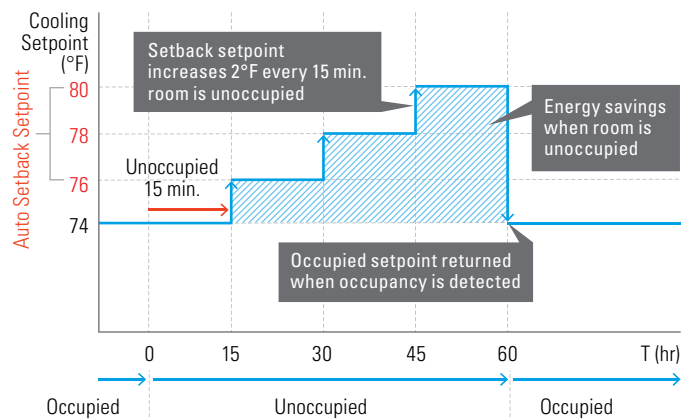 Cooling
Setpoint
(°F)
Auto Setback Setpoint
80
78
76
74
Setback setpoint
increases 2°F every 15 min.
room is unoccupied
Energy savings
when room is
unoccupied
Unoccupied
15 min.
Occupied setpoint returned
when occupancy is detected
0 15 30 45 60 T (hr)
Occupied Unoccupied Occupied